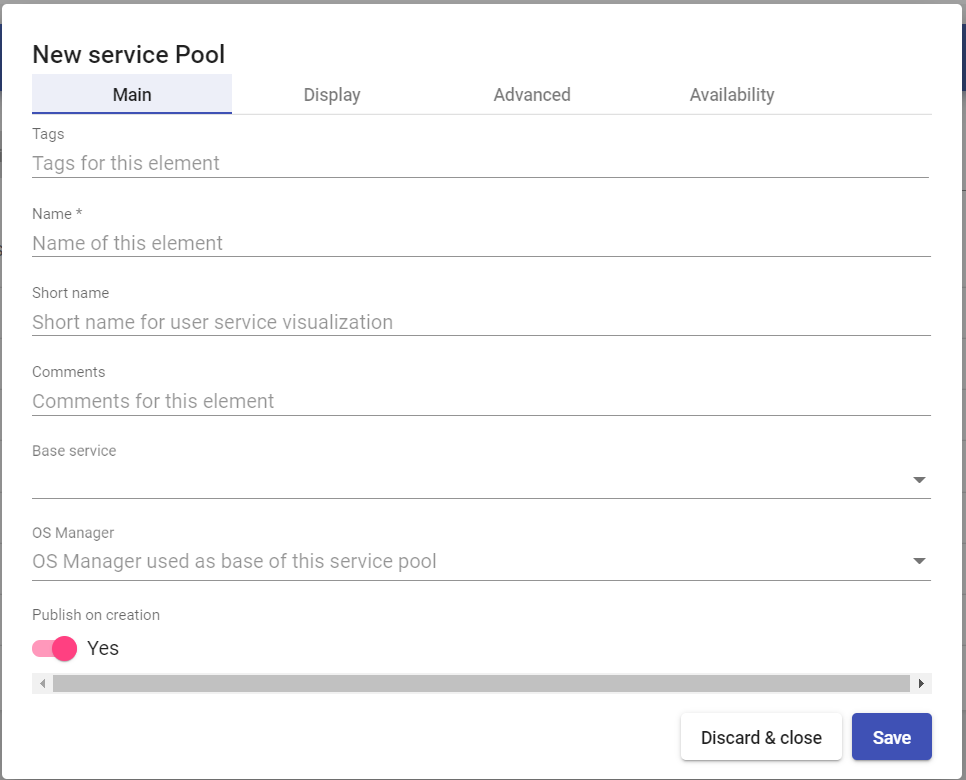 New service Pool
Main Display Advanced Availability
Tags
Tags for this element
Name *
Name of this element
Short name
Short name for user service visualization
Comments
Comments for this element
Base service
OS Manager
OS Manager used as base of this service pool
Publish on creation
Yes
Discard & close Save